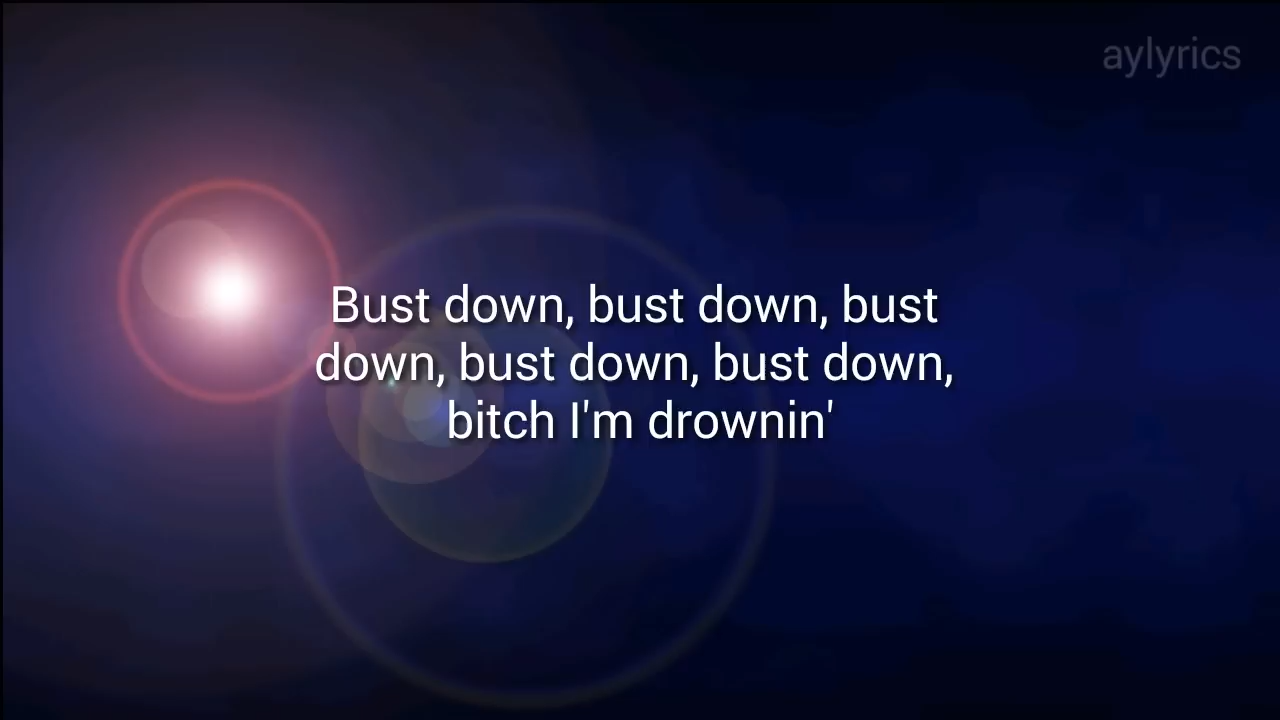 aylyrics
Bust down, bust down, bust
down, bust down, bust down,
bitch I'm drownin'